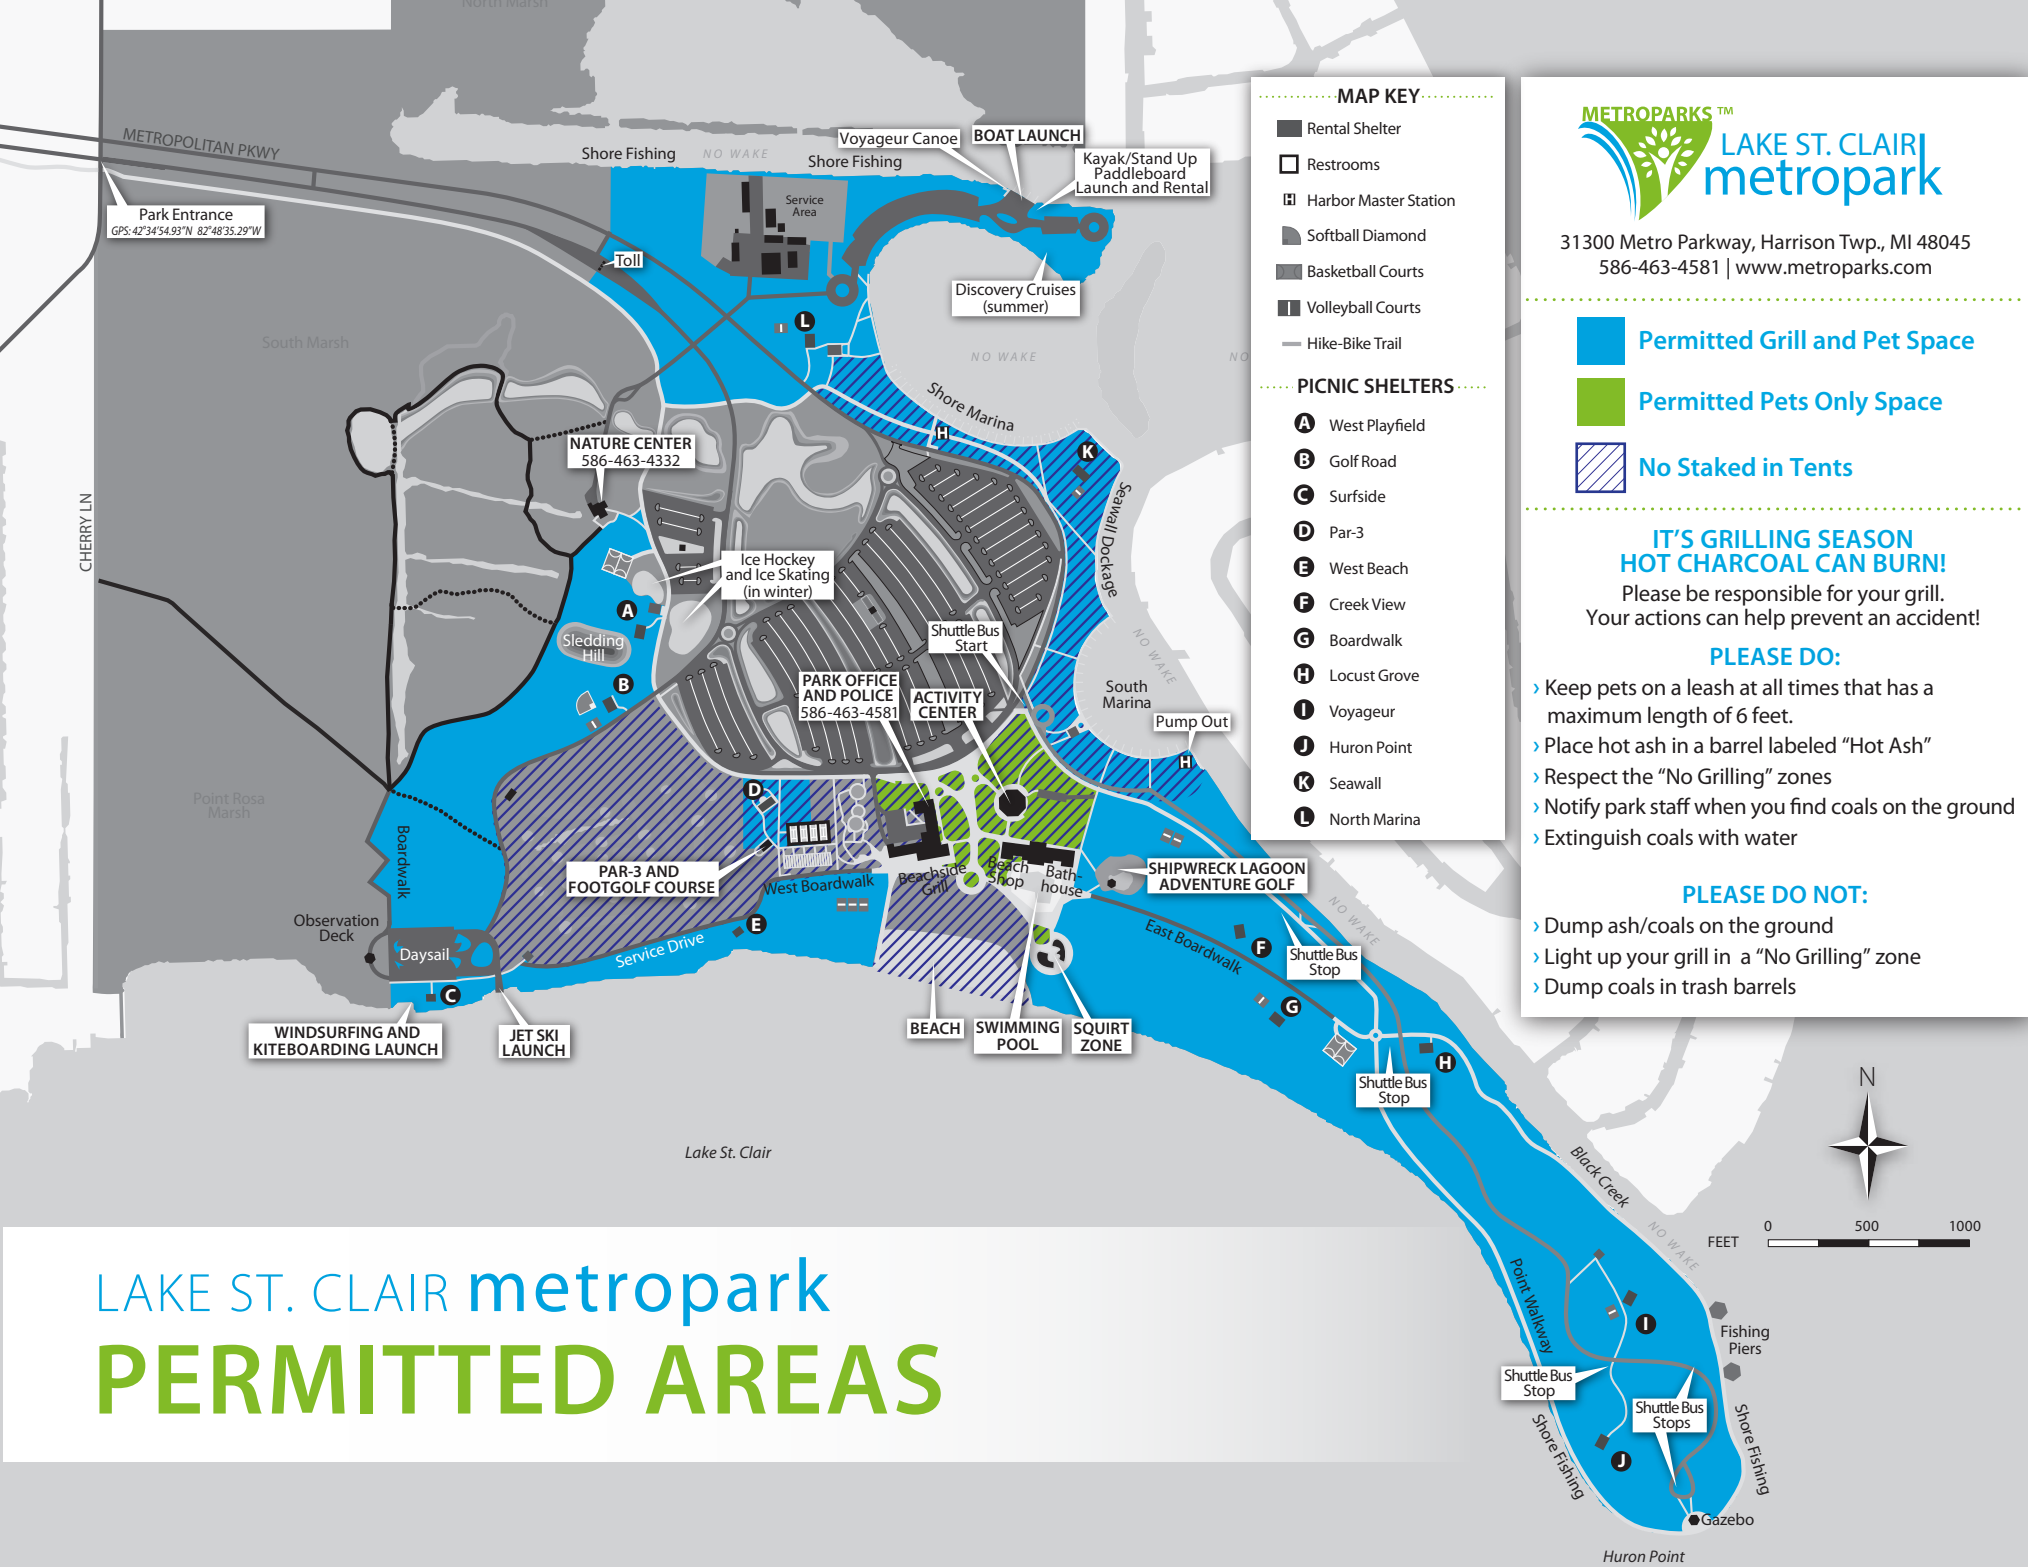 North Marsh
METROPOLITAN PKWY
Park Entrance
GPS: 42°34'54.93"N 82°48'35.29"W
Shore Fishing
NO WAKE
Shore Fishing
Voyageur Canoe
BOAT LAUNCH
Kayak/Stand Up
Paddleboard
Launch and Rental
Service
Area
Toll
Discovery Cruises
(summer)
L
South Marsh
NO WAKE
NO
Shore Marina
H
K
Seawall Dockage
NATURE CENTER
586-463-4332
CHERRY LN
Ice Hockey
and Ice Skating
(in winter)
A
Sledding
Hill
B
Shuttle Bus
Start
NO WAKE
PARK OFFICE
AND POLICE
586-463-4581
ACTIVITY
CENTER
South
Marina
Pump Out
H
Point Rosa
Marsh
D
Boardwalk
PAR-3 AND
FOOTGOLF COURSE
West Boardwalk
Beachside
Grill
Beach
Shop
Bath-
house
SHIPWRECK LAGOON
ADVENTURE GOLF
NO WAKE
Observation
Deck
Daysail
E
Service Drive
East Boardwalk
F
Shuttle Bus
Stop
C
G
WINDSURFING AND
KITEBOARDING LAUNCH
JET SKI
LAUNCH
BEACH
SWIMMING
POOL
SQUIRT
ZONE
H
Shuttle Bus
Stop
Lake St. Clair
Black Creek
NO WAKE
Point Walkway
I
Fishing
Piers
Shuttle Bus
Stop
Shuttle Bus
Stops
Shore Fishing
Shore Fishing
J
Gazebo
Huron Point
MAP KEY
Rental Shelter
Restrooms
H Harbor Master Station
Softball Diamond
Basketball Courts
Volleyball Courts
Hike-Bike Trail
PICNIC SHELTERS
A West Playfield
B Golf Road
C Surfside
D Par-3
E West Beach
F Creek View
G Boardwalk
H Locust Grove
I Voyageur
J Huron Point
K Seawall
L North Marina
METROPARKS™
LAKE ST. CLAIR
metropark
31300 Metro Parkway, Harrison Twp., MI 48045
586-463-4581 | www.metroparks.com
Permitted Grill and Pet Space
Permitted Pets Only Space
No Staked in Tents
IT'S GRILLING SEASON
HOT CHARCOAL CAN BURN!
Please be responsible for your grill.
Your actions can help prevent an accident!
PLEASE DO:
› Keep pets on a leash at all times that has a
maximum length of 6 feet.
› Place hot ash in a barrel labeled “Hot Ash”
› Respect the “No Grilling” zones
› Notify park staff when you find coals on the ground
› Extinguish coals with water
PLEASE DO NOT:
› Dump ash/coals on the ground
› Light up your grill in a “No Grilling” zone
› Dump coals in trash barrels
N
0 500 1000
FEET
LAKE ST. CLAIR metropark
PERMITTED AREAS